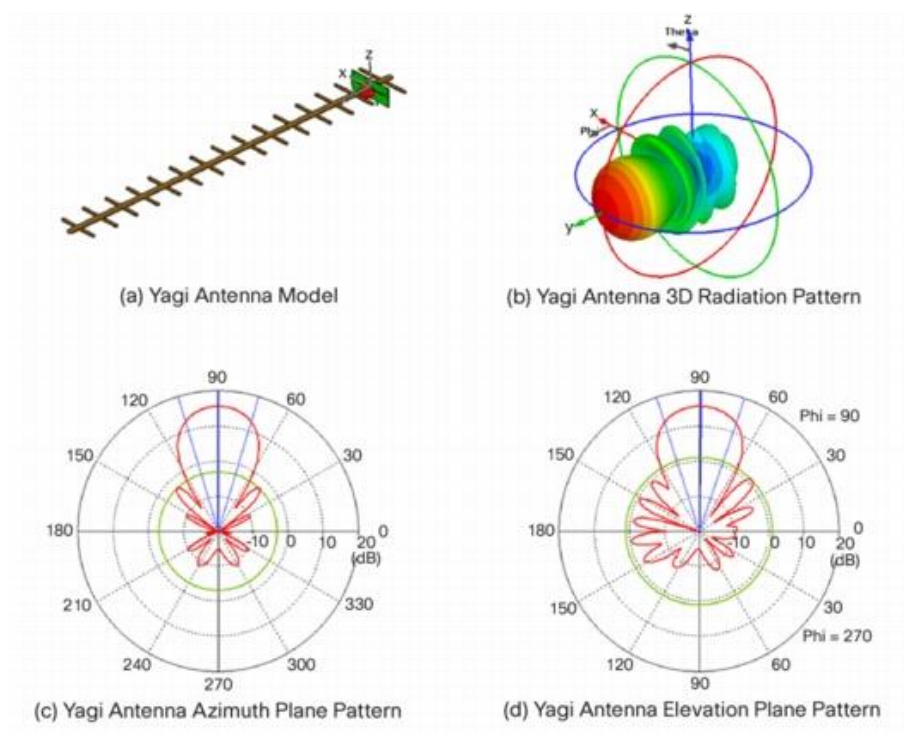 Z
X
(a) Yagi Antenna Model
Z
Theta
X
Phi
y
(b) Yagi Antenna 3D Radiation Pattern
90
120
60
150
30
180
-10
0
10
20
0
(dB)
210
330
240
300
270
(c) Yagi Antenna Azimuth Plane Pattern
90
120
60
Phi = 90
150
30
180
-10
0
10
20
0
(dB)
150
30
Phi = 270
120
60
90
(d) Yagi Antenna Elevation Plane Pattern